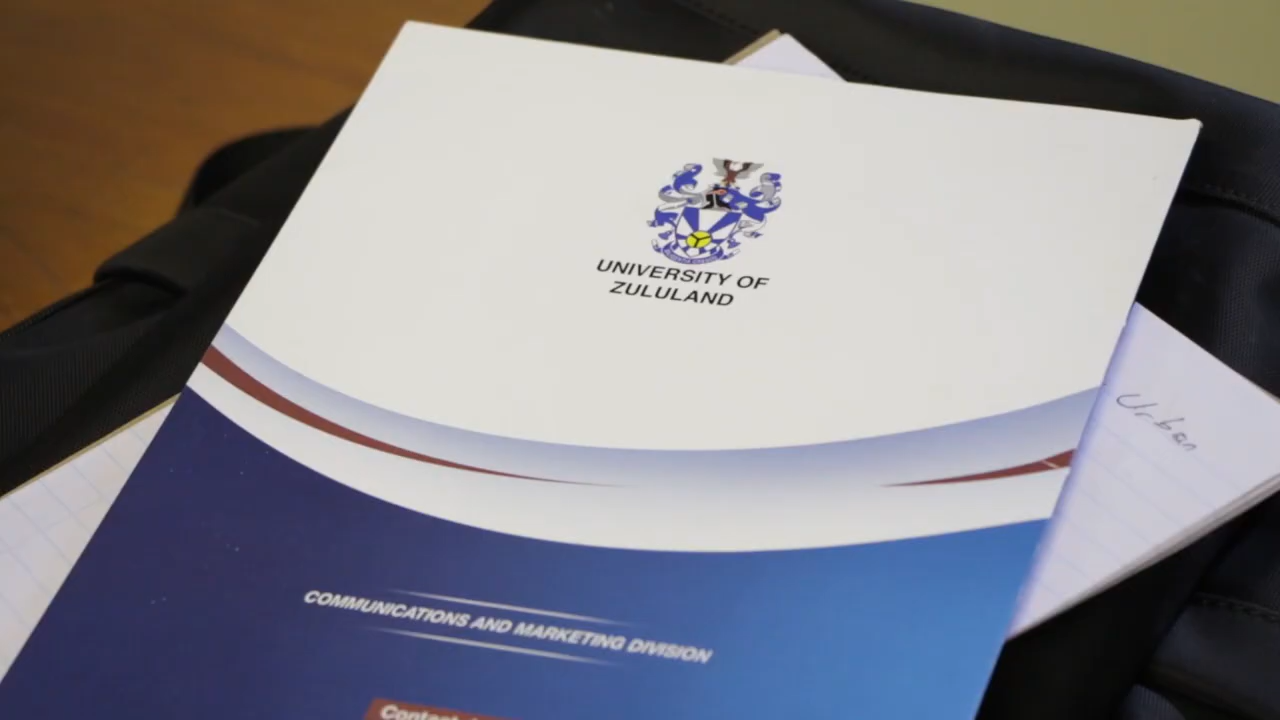 UNIVERSITY OF
ZULULAND
Urban
COMMUNICATIONS AND MARKETING DIVISION